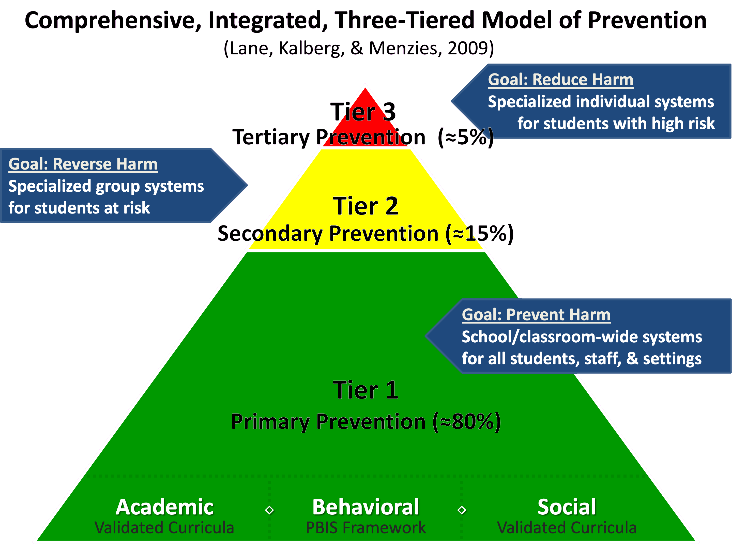 Comprehensive, Integrated, Three-Tiered Model of Prevention
(Lane, Kalberg, & Menzies, 2009)
Goal: Reduce Harm
Specialized individual systems
for students with high risk
Tier 3
Tertiary Prevention (≈5%)
Goal: Reverse Harm
Specialized group systems
for students at risk
Tier 2
Secondary Prevention (≈15%)
Goal: Prevent Harm
School/classroom-wide systems
for all students, staff, & settings
Tier 1
Primary Prevention (≈80%)
Academic ◇ Behavioral ◇ Social
Validated Curricula PBIS Framework Validated Curricula